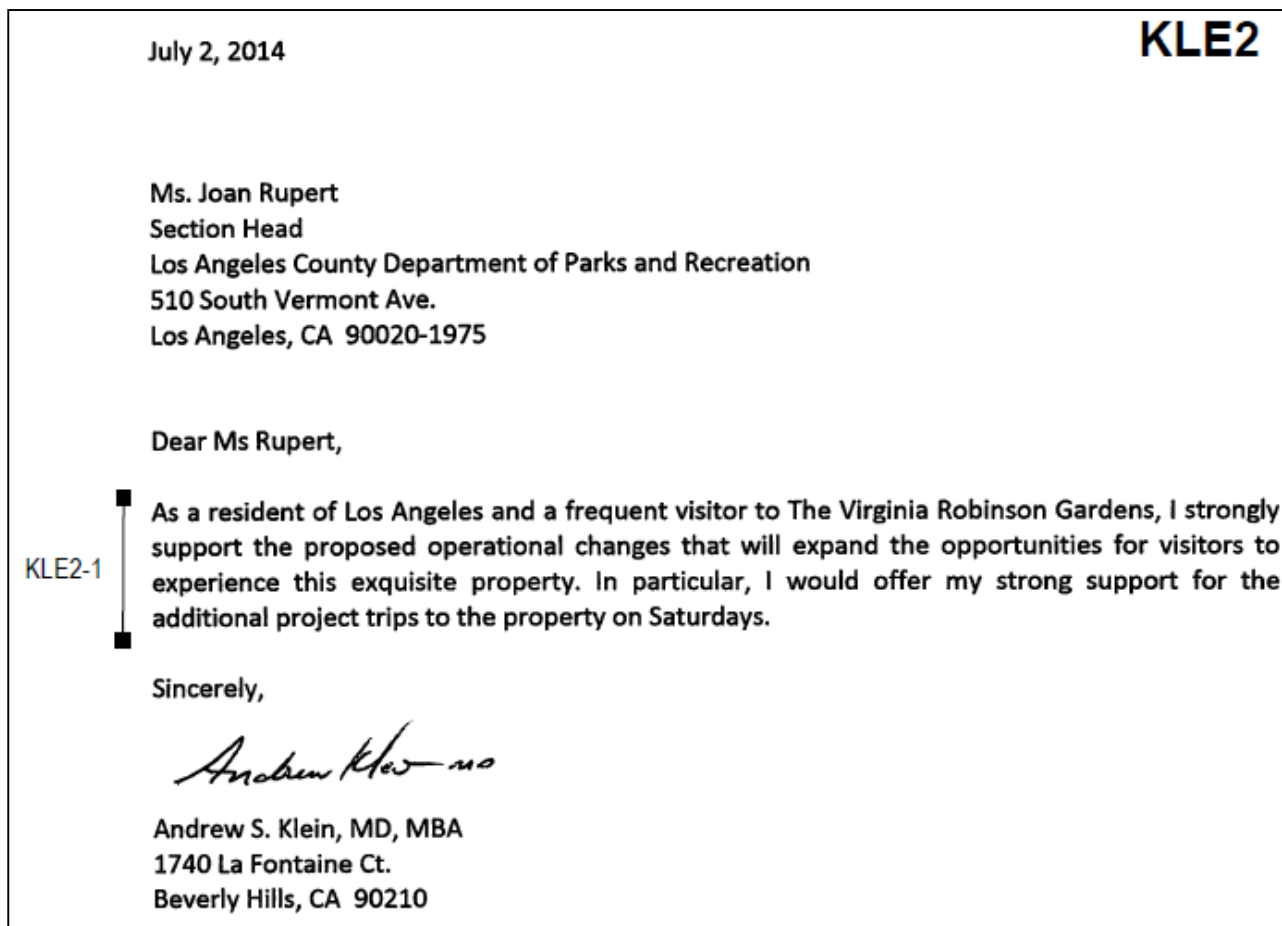 July 2, 2014
KLE2
Ms. Joan Rupert
Section Head
Los Angeles County Department of Parks and Recreation
510 South Vermont Ave.
Los Angeles, CA  90020-1975
Dear Ms Rupert,
As a resident of Los Angeles and a frequent visitor to The Virginia Robinson Gardens, I strongly
support the proposed operational changes that will expand the opportunities for visitors to
KLE2-1
experience this exquisite property. In particular, I would offer my strong support for the
additional project trips to the property on Saturdays.
Sincerely,
Andrew S. Klein, MD, MBA
1740 La Fontaine Ct.
Beverly Hills, CA  90210